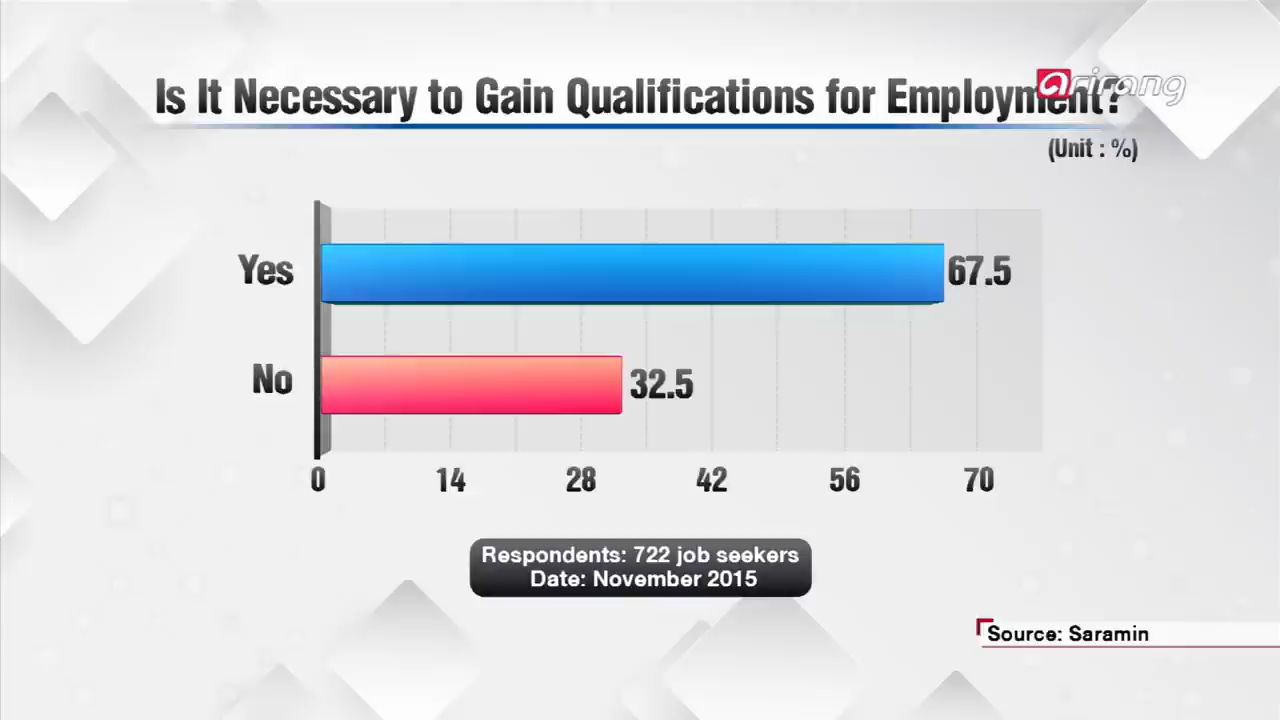 Is It Necessary to Gain Qualifications for Employment?
arirang
(Unit : %)
Yes
67.5
No
32.5
0 14 28 42 56 70
Respondents: 722 job seekers
Date: November 2015
Source: Saramin